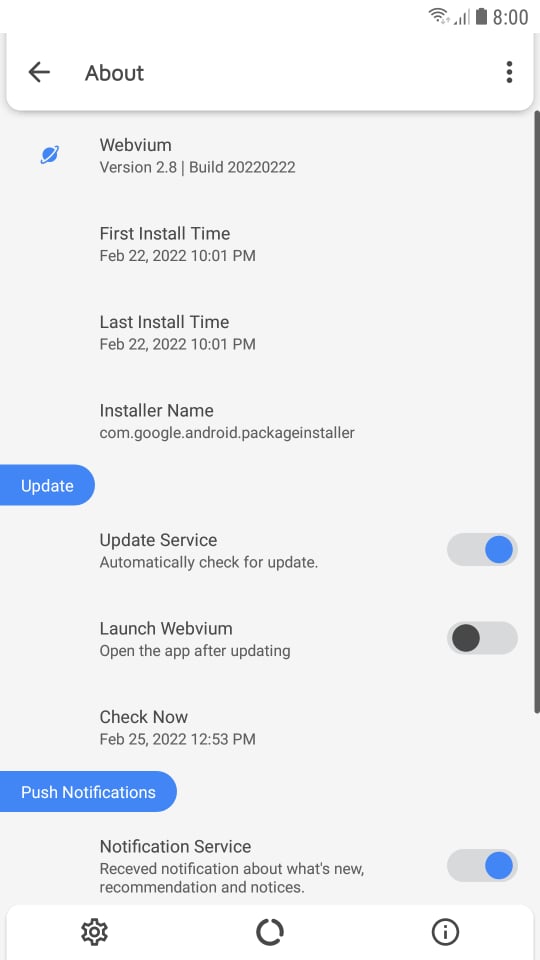 8:00
About
Webvium
Version 2.8 | Build 20220222
First Install Time
Feb 22, 2022 10:01 PM
Last Install Time
Feb 22, 2022 10:01 PM
Installer Name
com.google.android.packageinstaller
Update
Update Service
Automatically check for update.
Launch Webvium
Open the app after updating
Check Now
Feb 25, 2022 12:53 PM
Push Notifications
Notification Service
Receved notification about what's new,
recommendation and notices.